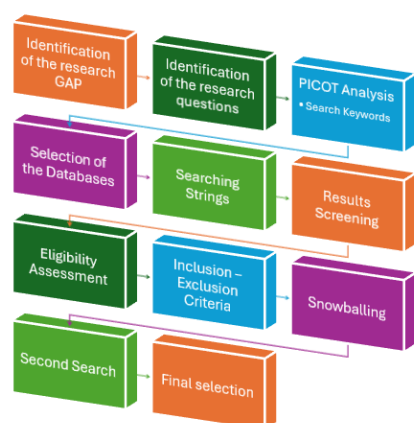 Identification
of the research
GAP
Identification
of the research
questions
PICOT Analysis
• Search Keywords
Selection of
the Databases
Searching
Strings
Results
Screening
Eligibility
Assessment
Inclusion –
Exclusion
Criteria
Snowballing
Second Search
Final selection